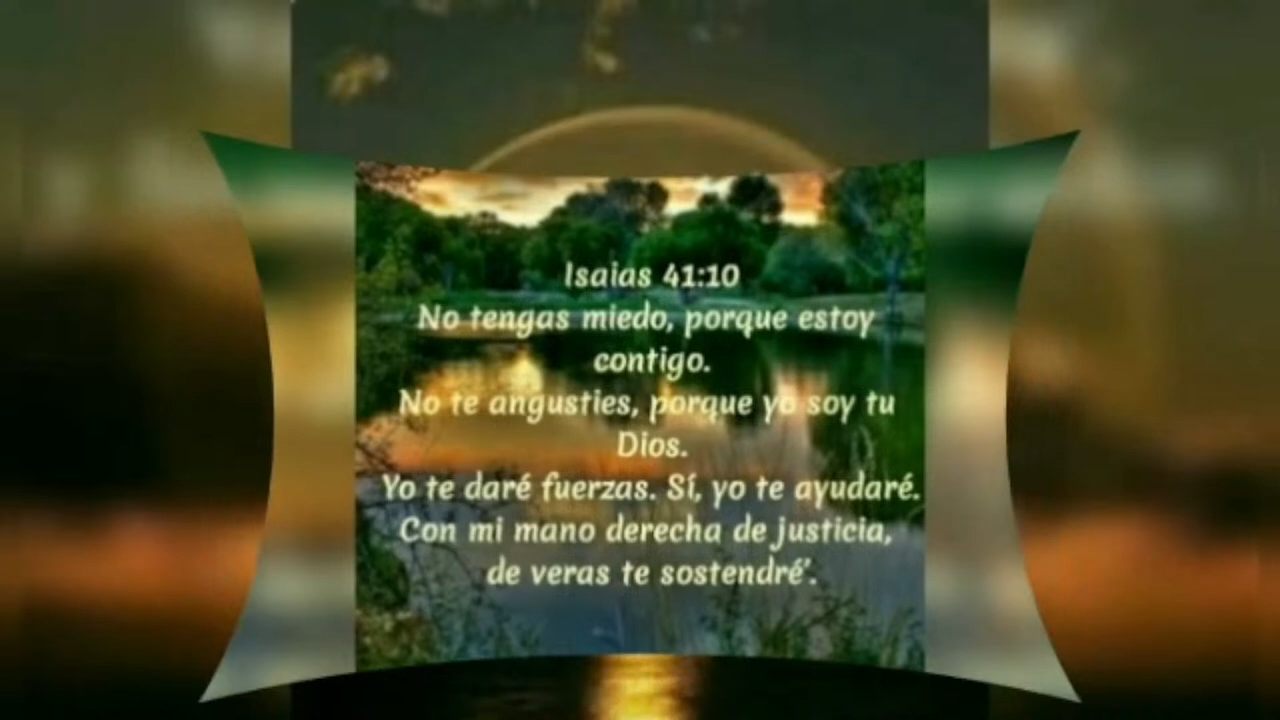 Isaias 41:10
No tengas miedo, porque estoy
contigo.
No te angusties, porque yo soy tu
Dios.
Yo te daré fuerzas. Sí, yo te ayudaré.
Con mi mano derecha de justicia,
de veras te sostendré’.